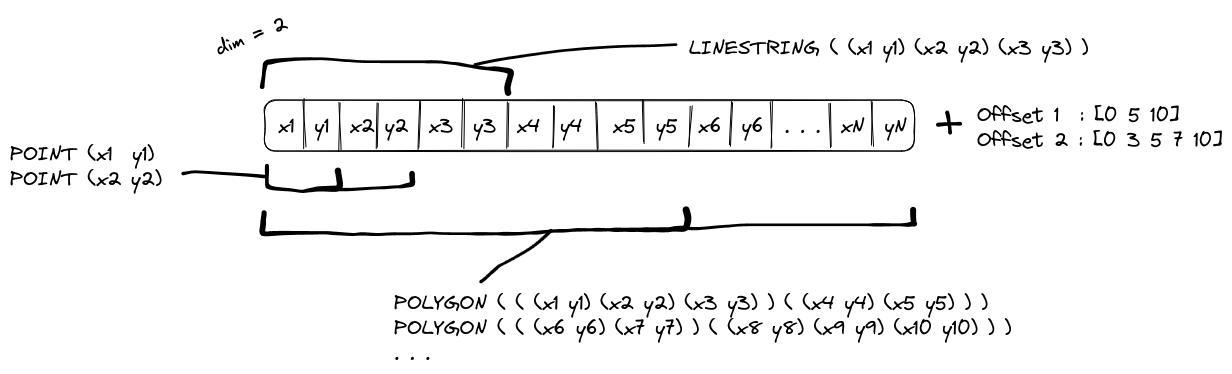 dim = 2
LINESTRING ( (x1 y1) (x2 y2) (x3 y3) )
x1 y1 x2 y2 x3 y3 x4 y4 x5 y5 x6 y6 ... xN yN +
Offset 1 : [0 5 10]
Offset 2 : [0 3 5 7 10]
POINT (x1 y1)
POINT (x2 y2)
POLYGON ( ( (x1 y1) (x2 y2) (x3 y3) ) ( (x4 y4) (x5 y5) ) )
POLYGON ( ( (x6 y6) (x7 y7) ) ( (x8 y8) (x9 y9) (x10 y10) ) )
...